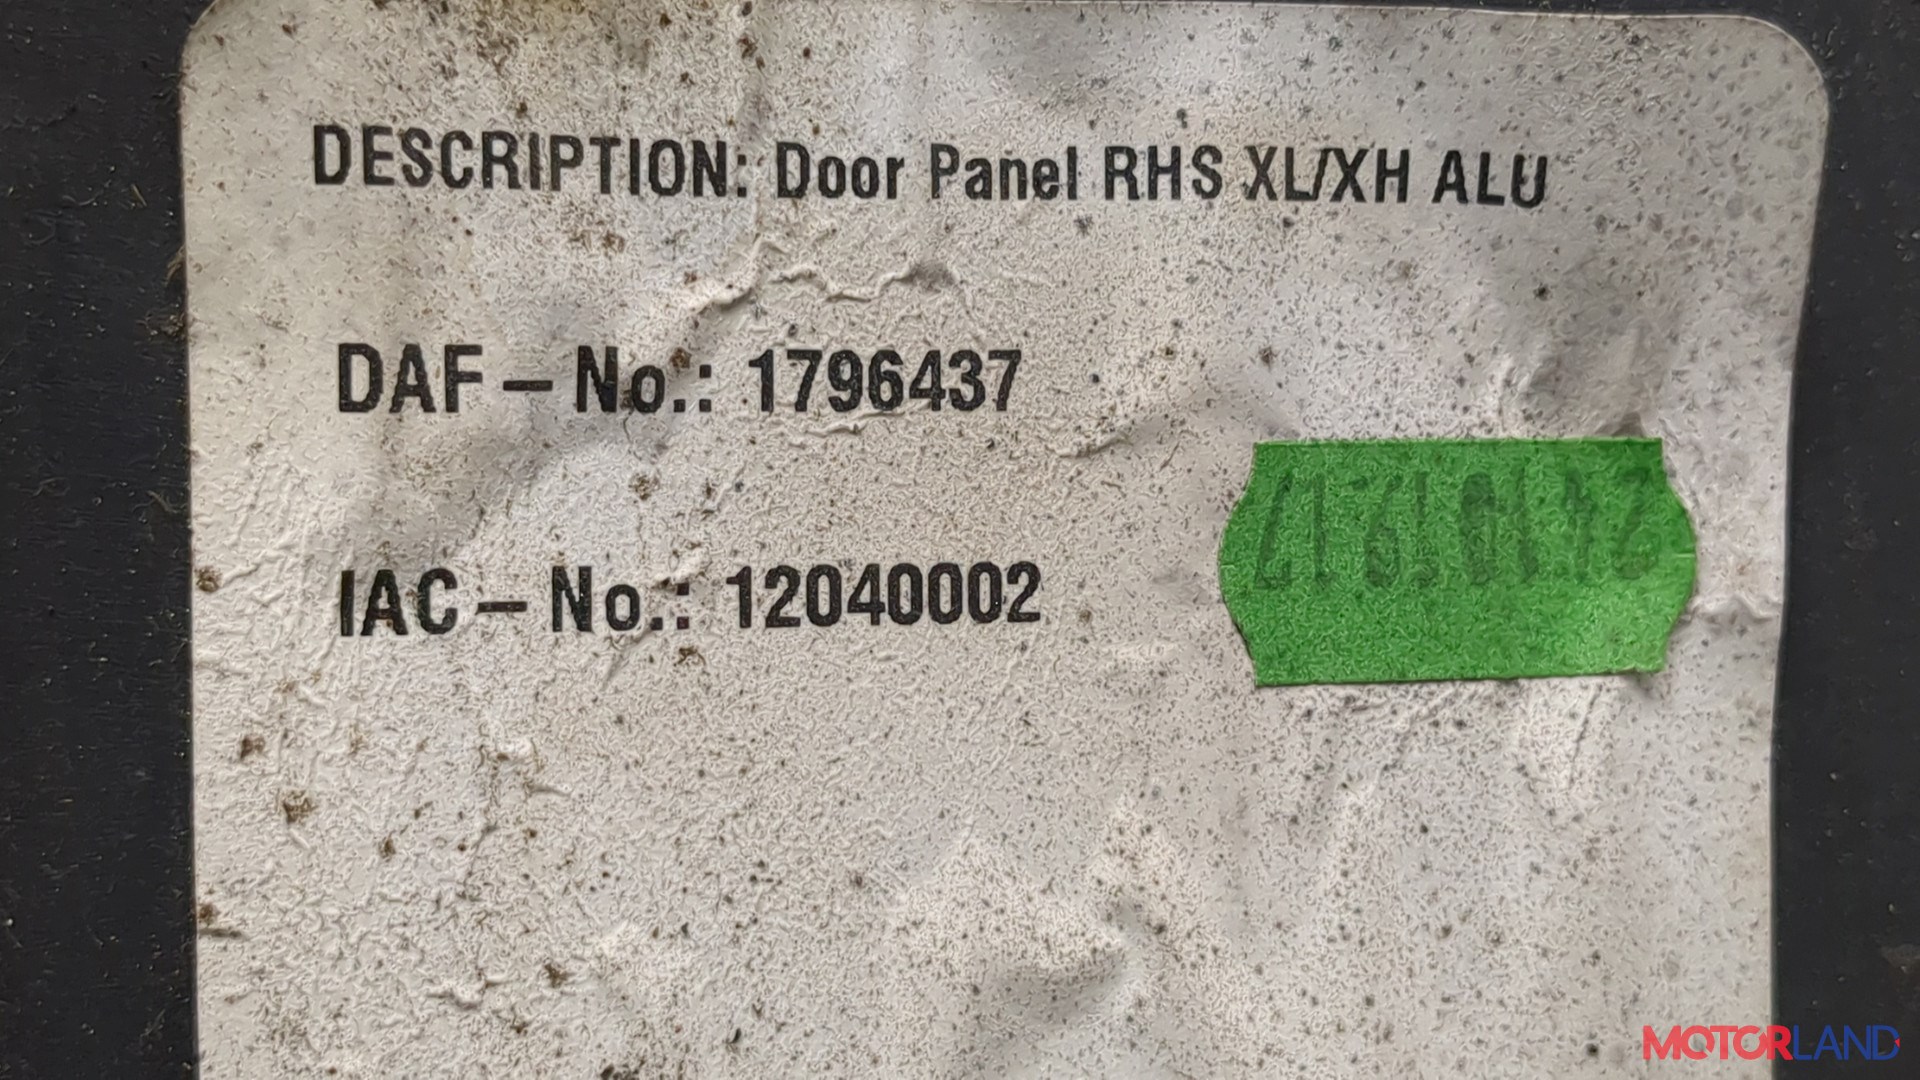 DESCRIPTION: Door Panel RHS XL/XH ALU
DAF – No.: 1796437
IAC – No.: 12040002
MOTORLAND